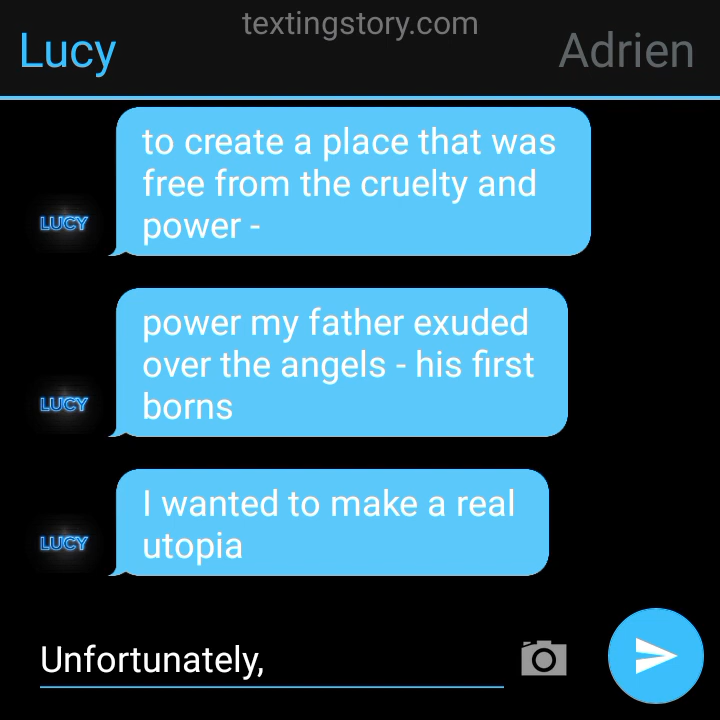 textingstory.com
Lucy
Adrien
to create a place that was
free from the cruelty and
power -
LUCY
power my father exuded
over the angels - his first
borns
LUCY
I wanted to make a real
utopia
LUCY
Unfortunately,